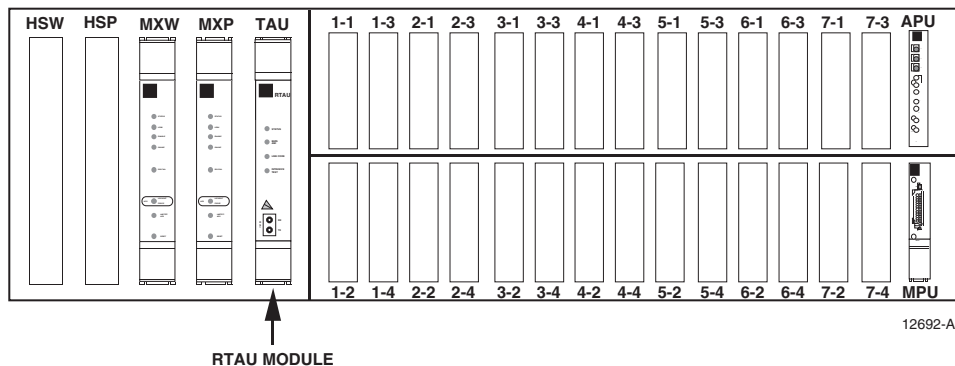 HSW HSP MXW MXP TAU 1-1 1-3 2-1 2-3 3-1 3-3 4-1 4-3 5-1 5-3 6-1 6-3 7-1 7-3 APU
RTAU
1-2 1-4 2-2 2-4 3-2 3-4 4-2 4-4 5-2 5-4 6-2 6-4 7-2 7-4 MPU
12692-A
RTAU MODULE